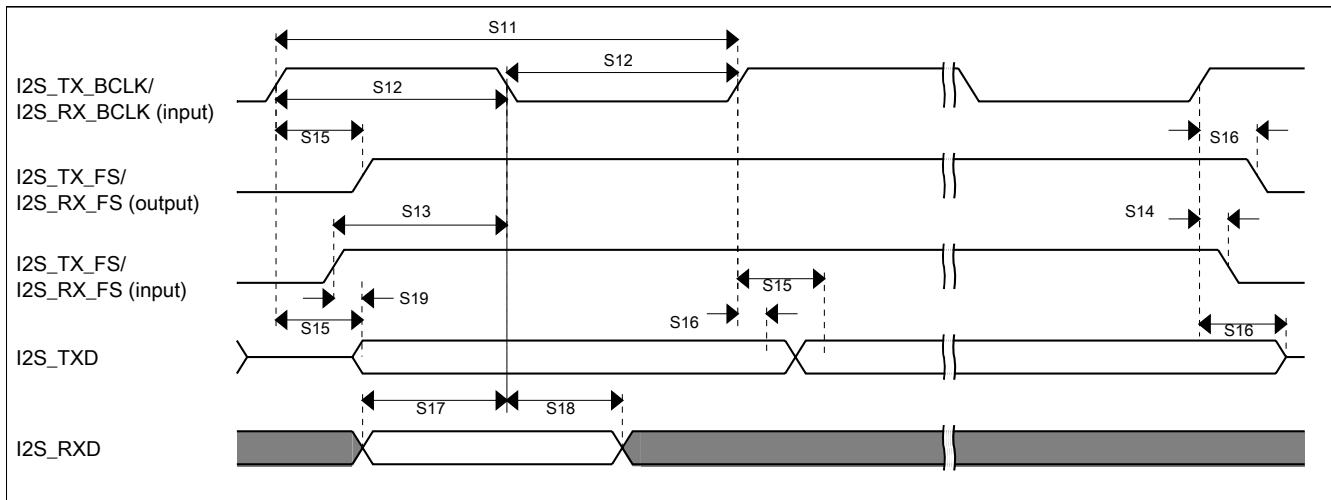 S11
I2S_TX_BCLK/
I2S_RX_BCLK (input)
S12
S12
S15
S16
I2S_TX_FS/
I2S_RX_FS (output)
S13
S14
I2S_TX_FS/
I2S_RX_FS (input)
S19
S15
S15
S16
S16
I2S_TXD
S17
S18
I2S_RXD